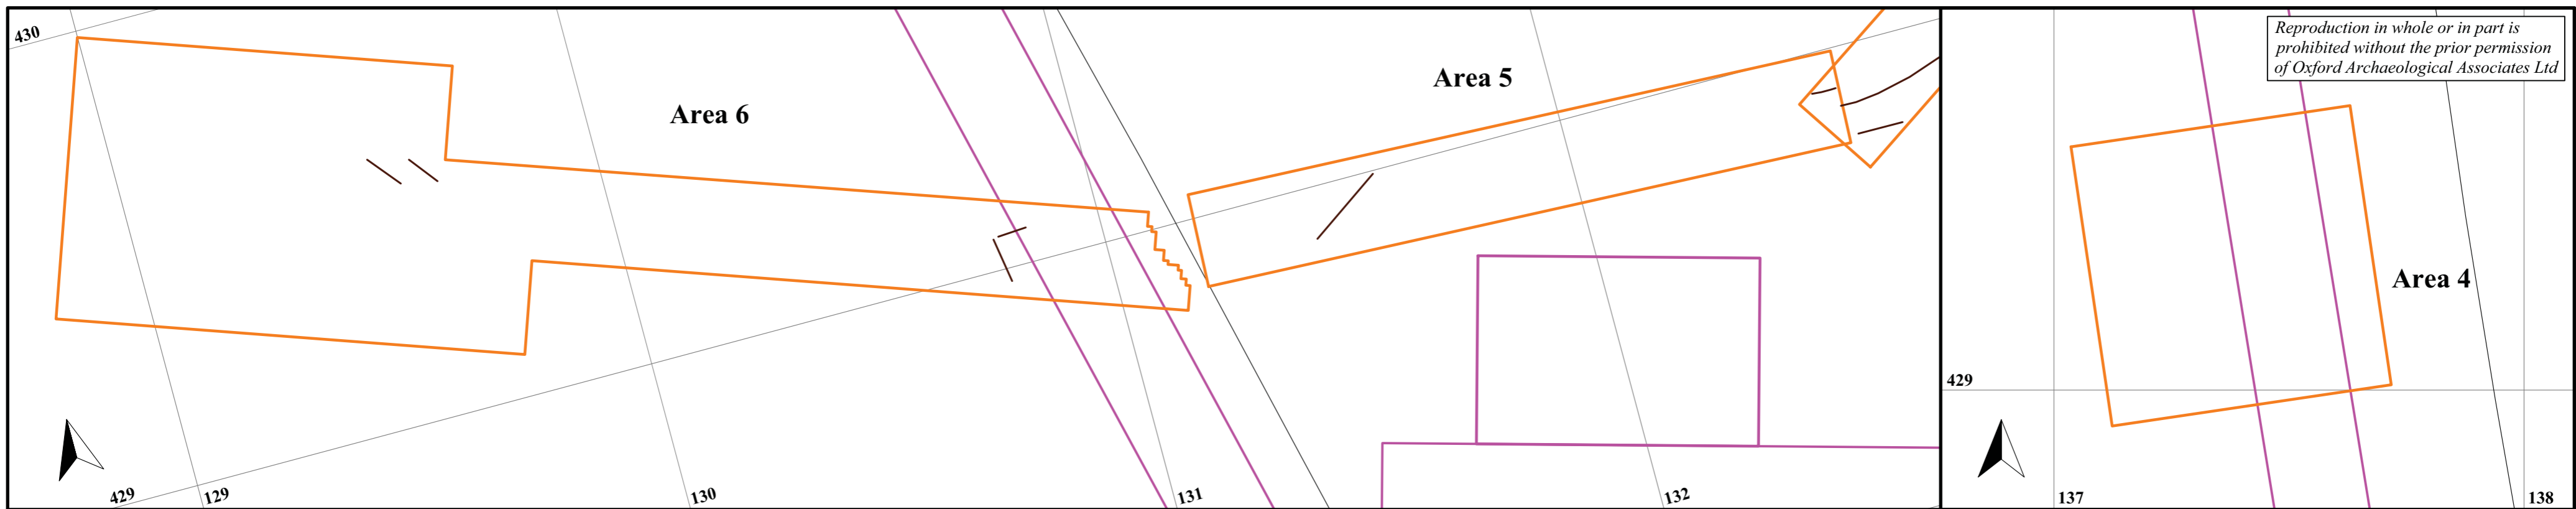 430
Area 6
Area 5
429
129
130
131
132
Reproduction in whole or in part is
prohibited without the prior permission
of Oxford Archaeological Associates Ltd
Area 4
429
137
138